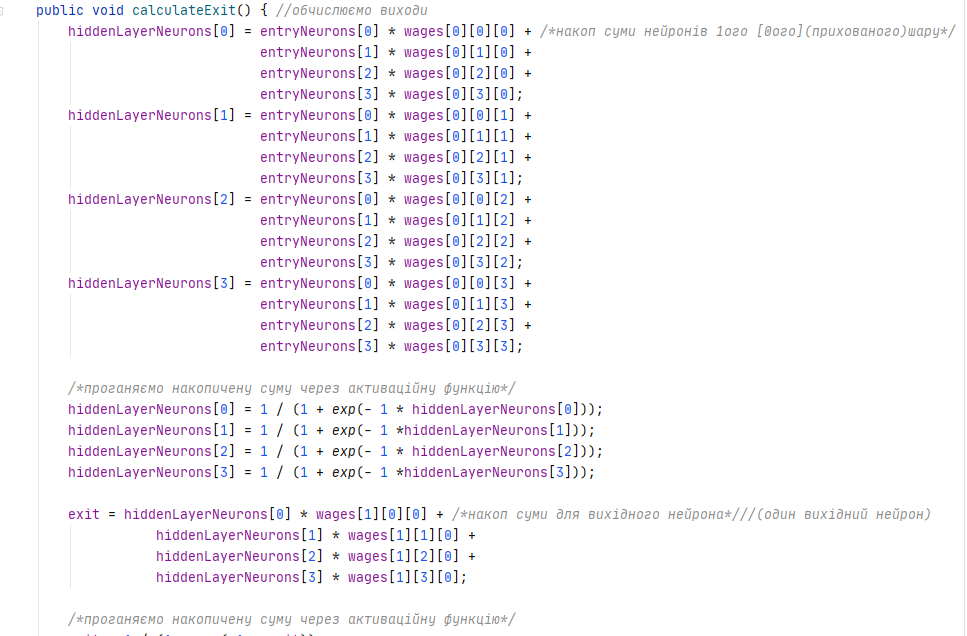 public void calculateExit() { //обчислюємо виходи
hiddenLayerNeurons[0] = entryNeurons[0] * wages[0][0][0] + /*накоп суми нейронів 1ого [0ого](прихованого)шару*/
entryNeurons[1] * wages[0][1][0] +
entryNeurons[2] * wages[0][2][0] +
entryNeurons[3] * wages[0][3][0];
hiddenLayerNeurons[1] = entryNeurons[0] * wages[0][0][1] +
entryNeurons[1] * wages[0][1][1] +
entryNeurons[2] * wages[0][2][1] +
entryNeurons[3] * wages[0][3][1];
hiddenLayerNeurons[2] = entryNeurons[0] * wages[0][0][2] +
entryNeurons[1] * wages[0][1][2] +
entryNeurons[2] * wages[0][2][2] +
entryNeurons[3] * wages[0][3][2];
hiddenLayerNeurons[3] = entryNeurons[0] * wages[0][0][3] +
entryNeurons[1] * wages[0][1][3] +
entryNeurons[2] * wages[0][2][3] +
entryNeurons[3] * wages[0][3][3];
/*проганяємо накопичену суму через активаційну функцію*/
hiddenLayerNeurons[0] = 1 / (1 + exp(- 1 * hiddenLayerNeurons[0]));
hiddenLayerNeurons[1] = 1 / (1 + exp(- 1 *hiddenLayerNeurons[1]));
hiddenLayerNeurons[2] = 1 / (1 + exp(- 1 * hiddenLayerNeurons[2]));
hiddenLayerNeurons[3] = 1 / (1 + exp(- 1 *hiddenLayerNeurons[3]));
exit = hiddenLayerNeurons[0] * wages[1][0][0] + /*накоп суми для вихідного нейрона*///(один вихідний нейрон)
hiddenLayerNeurons[1] * wages[1][1][0] +
hiddenLayerNeurons[2] * wages[1][2][0] +
hiddenLayerNeurons[3] * wages[1][3][0];
/*проганяємо накопичену суму через активаційну функцію*/